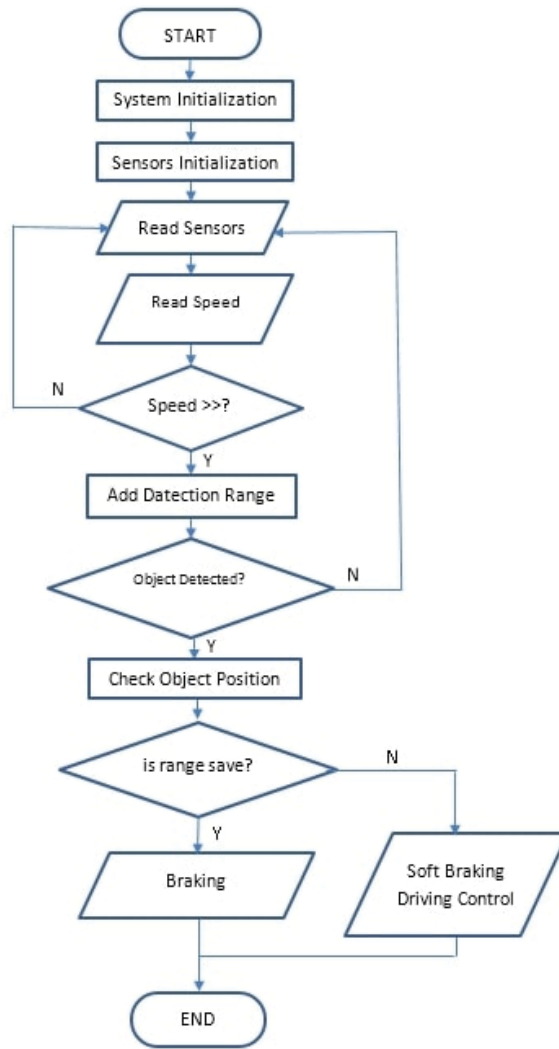 START
System Initialization
Sensors Initialization
Read Sensors
Read Speed
N
Speed >>?
Y
Add Datection Range
Object Detected?
N
Y
Check Object Position
is range save?
N
Y
Braking
Soft Braking
Driving Control
END